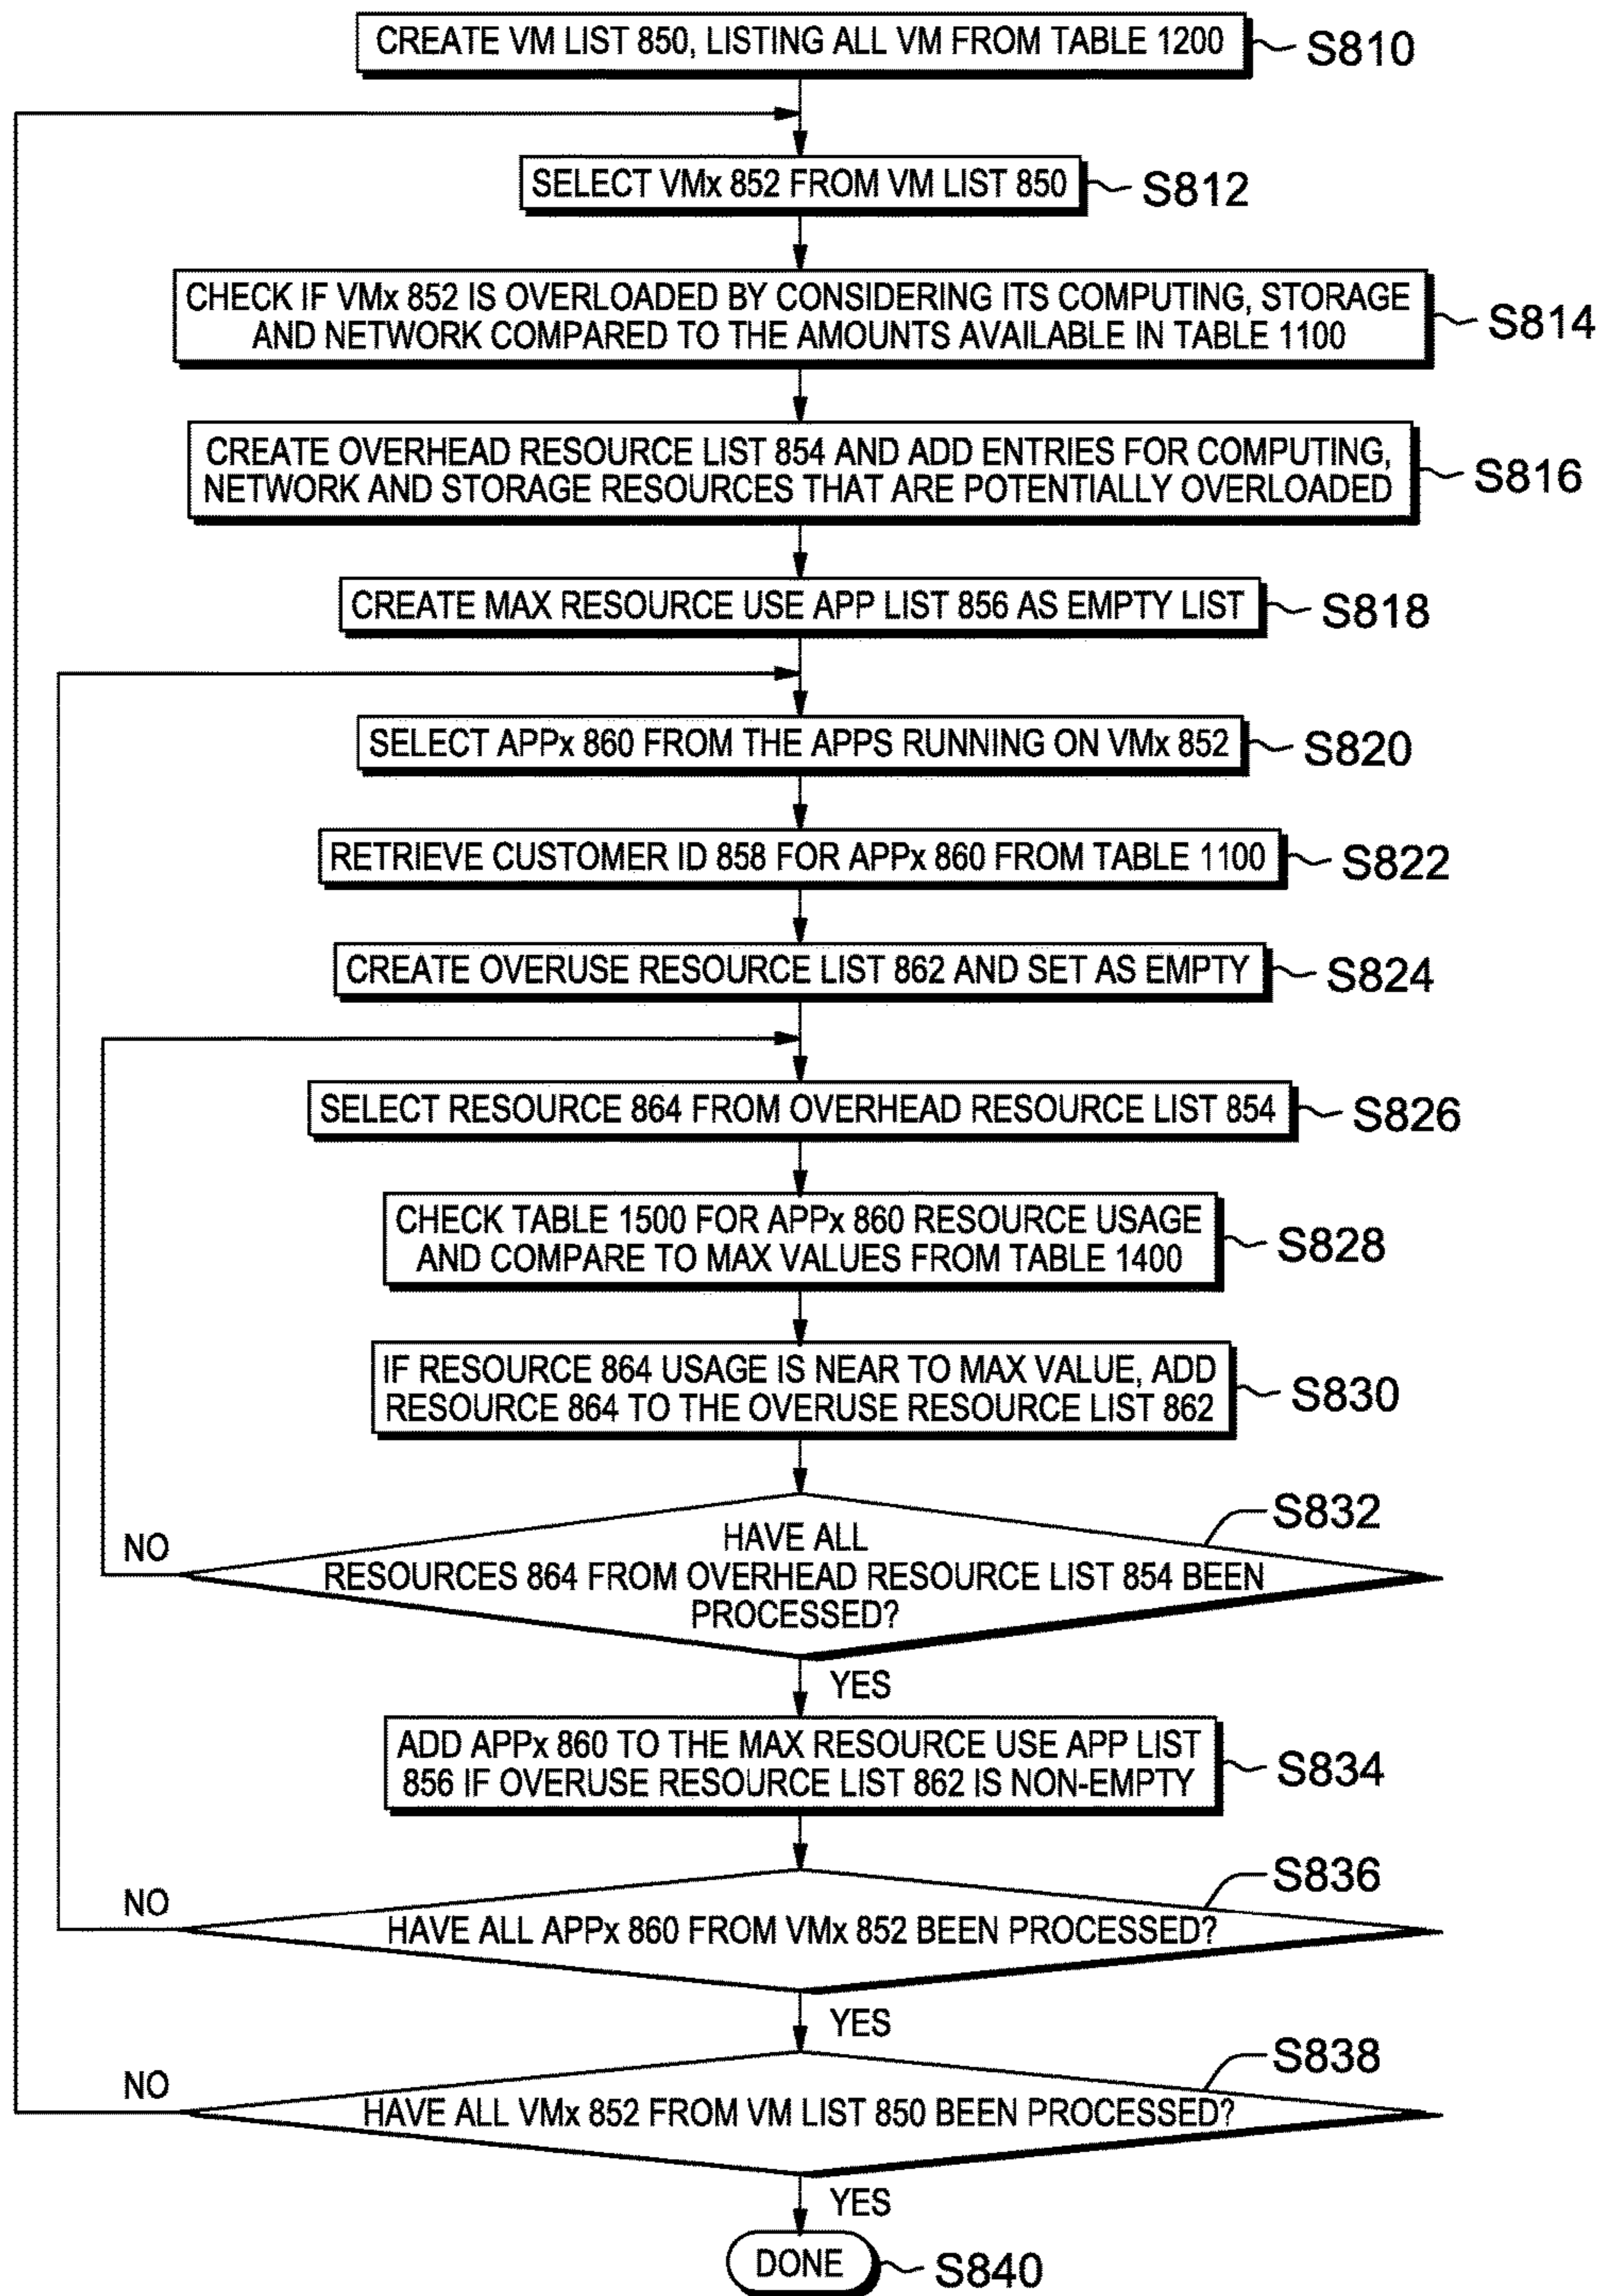 CREATE VM LIST 850, LISTING ALL VM FROM TABLE 1200
S810
SELECT VMx 852 FROM VM LIST 850
S812
CHECK IF VMx 852 IS OVERLOADED BY CONSIDERING ITS COMPUTING, STORAGE
AND NETWORK COMPARED TO THE AMOUNTS AVAILABLE IN TABLE 1100
S814
CREATE OVERHEAD RESOURCE LIST 854 AND ADD ENTRIES FOR COMPUTING,
NETWORK AND STORAGE RESOURCES THAT ARE POTENTIALLY OVERLOADED
S816
CREATE MAX RESOURCE USE APP LIST 856 AS EMPTY LIST
S818
SELECT APPx 860 FROM THE APPS RUNNING ON VMx 852
S820
RETRIEVE CUSTOMER ID 858 FOR APPx 860 FROM TABLE 1100
S822
CREATE OVERUSE RESOURCE LIST 862 AND SET AS EMPTY
S824
SELECT RESOURCE 864 FROM OVERHEAD RESOURCE LIST 854
S826
CHECK TABLE 1500 FOR APPx 860 RESOURCE USAGE
AND COMPARE TO MAX VALUES FROM TABLE 1400
S828
IF RESOURCE 864 USAGE IS NEAR TO MAX VALUE, ADD
RESOURCE 864 TO THE OVERUSE RESOURCE LIST 862
S830
S832
NO
HAVE ALL
RESOURCES 864 FROM OVERHEAD RESOURCE LIST 854 BEEN
PROCESSED?
YES
ADD APPx 860 TO THE MAX RESOURCE USE APP LIST
856 IF OVERUSE RESOURCE LIST 862 IS NON-EMPTY
S834
S836
NO
HAVE ALL APPx 860 FROM VMx 852 BEEN PROCESSED?
YES
S838
NO
HAVE ALL VMx 852 FROM VM LIST 850 BEEN PROCESSED?
YES
DONE
S840